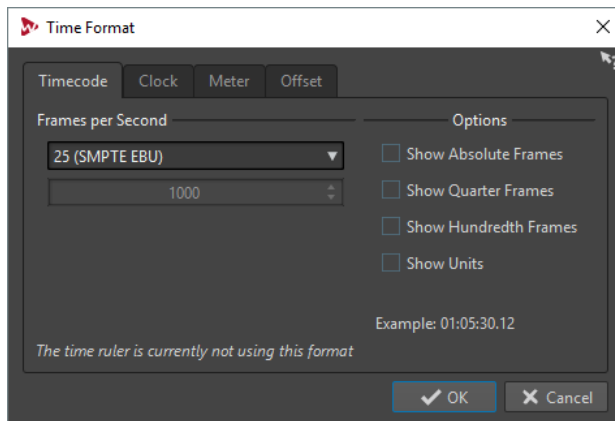 Time Format
Timecode Clock Meter Offset
Frames per Second
25 (SMPTE EBU)
1000
Options
Show Absolute Frames
Show Quarter Frames
Show Hundredth Frames
Show Units
Example: 01:05:30.12
The time ruler is currently not using this format
OK Cancel